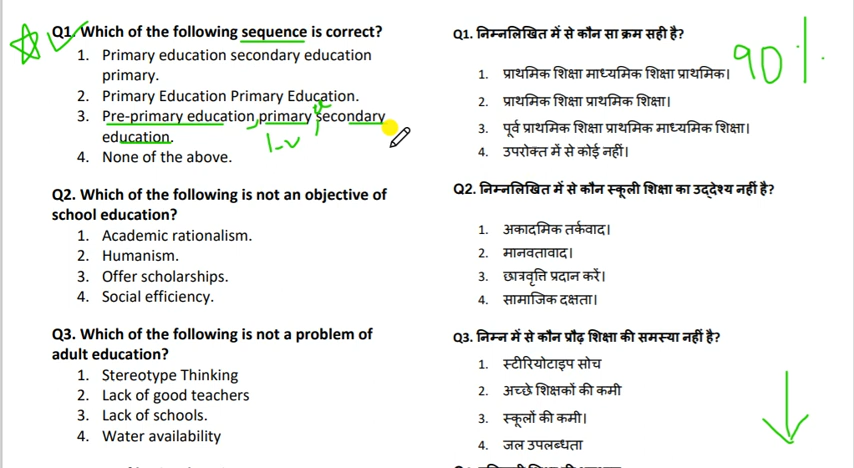 Q1. Which of the following sequence is correct?
1. Primary education secondary education
primary.
2. Primary Education Primary Education.
3. Pre-primary education, primary secondary
education.
4. None of the above.
1-V
Q2. Which of the following is not an objective of
school education?
1. Academic rationalism.
2. Humanism.
3. Offer scholarships.
4. Social efficiency.
Q3. Which of the following is not a problem of
adult education?
1. Stereotype Thinking
2. Lack of good teachers
3. Lack of schools.
4. Water availability
Q1. निम्नलिखित में से कौन सा क्रम सही है?
90%
1. प्राथमिक शिक्षा माध्यमिक शिक्षा प्राथमिक।
2. प्राथमिक शिक्षा प्राथमिक शिक्षा।
3. पूर्व प्राथमिक शिक्षा प्राथमिक माध्यमिक शिक्षा।
4. उपरोक्त में से कोई नहीं।
Q2. निम्नलिखित में से कौन स्कूली शिक्षा का उद्देश्य नहीं है?
1. अकादमिक तर्कवाद।
2. मानवतावाद।
3. छात्रवृत्ति प्रदान करें।
4. सामाजिक दक्षता।
Q3. निम्न में से कौन प्रौढ़ शिक्षा की समस्या नहीं है?
1. स्टीरियोटाइप सोच
2. अच्छे शिक्षकों की कमी
3. स्कूलों की कमी।
4. जल उपलब्धता